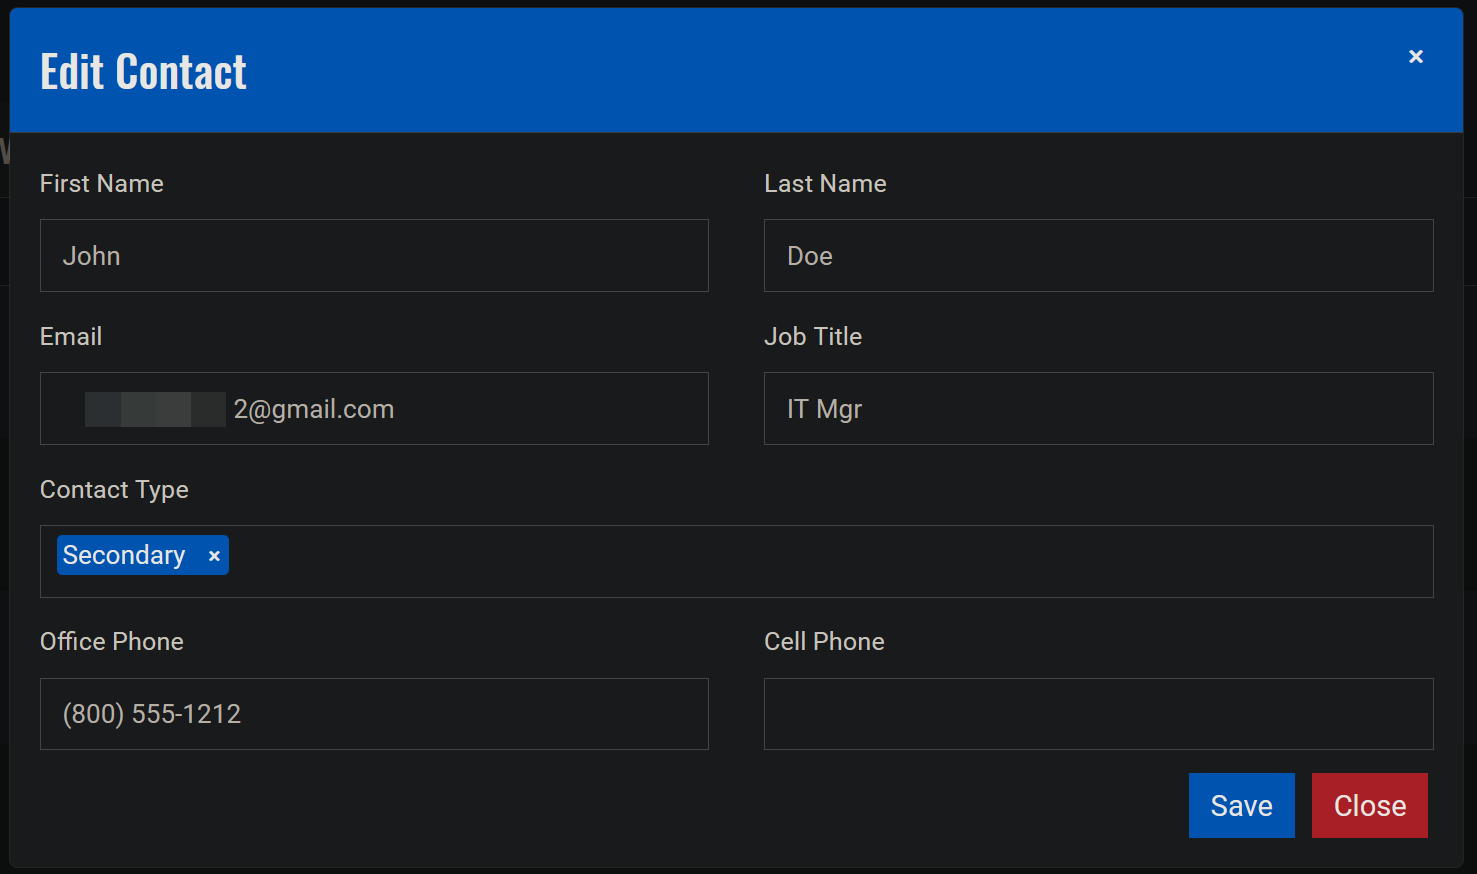 Edit Contact ×
First Name
Last Name
John
Doe
Email
Job Title
2@gmail.com
IT Mgr
Contact Type
Secondary ×
Office Phone
Cell Phone
(800) 555-1212
Save
Close